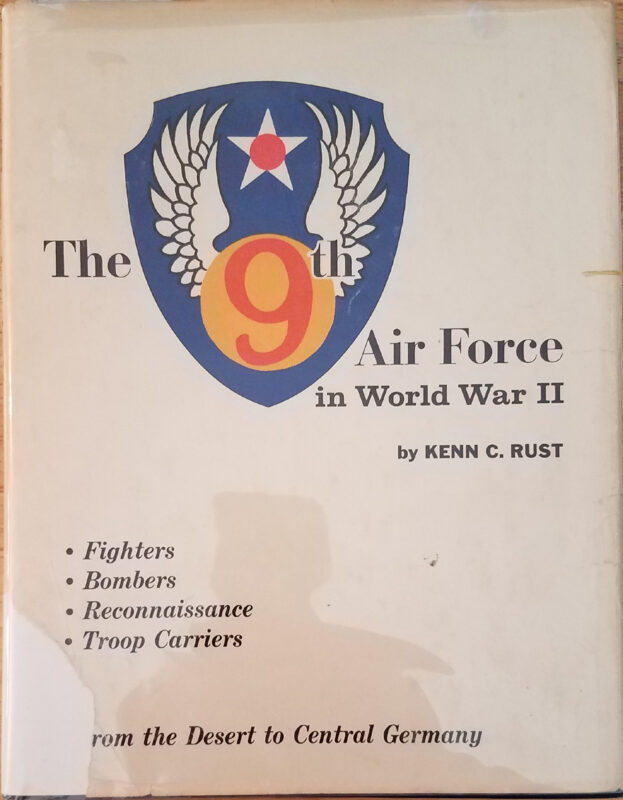 The 9th
Air Force
in World War II
by KENN C. RUST
• Fighters
• Bombers
• Reconnaissance
• Troop Carriers
rom the Desert to Central Germany